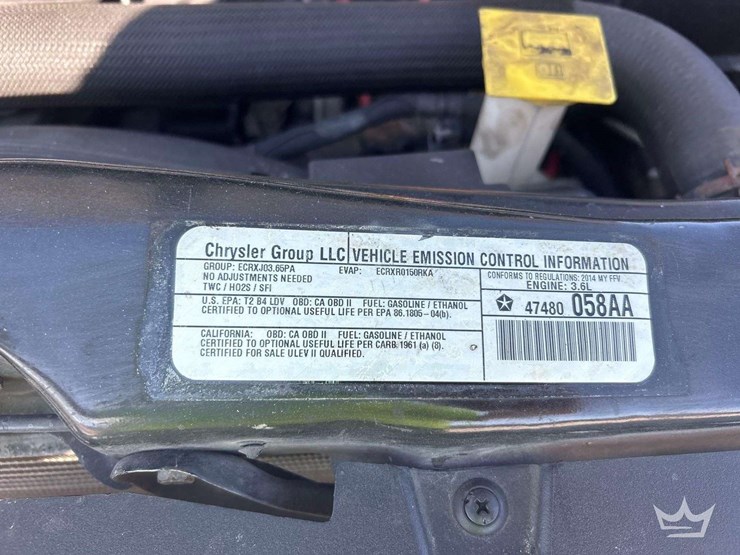 Chrysler Group LLC VEHICLE EMISSION CONTROL INFORMATION
GROUP: ECRXJ03.65PA EVAP: ECRXR0150RKA
NO ADJUSTMENTS NEEDED
TWC / HO2S / SFI
CONFORMS TO REGULATIONS: 2014 MY FFV
ENGINE: 3.6L
47480 058AA
U.S. EPA: T2 B4 LDV OBD: CA OBD II FUEL: GASOLINE / ETHANOL
CERTIFIED TO OPTIONAL USEFUL LIFE PER EPA 86.1805-04(b).
CALIFORNIA: OBD: CA OBD II FUEL: GASOLINE / ETHANOL
CERTIFIED TO OPTIONAL USEFUL LIFE PER CARB 1961 (a) (8).
CERTIFIED FOR SALE ULEV II QUALIFIED.